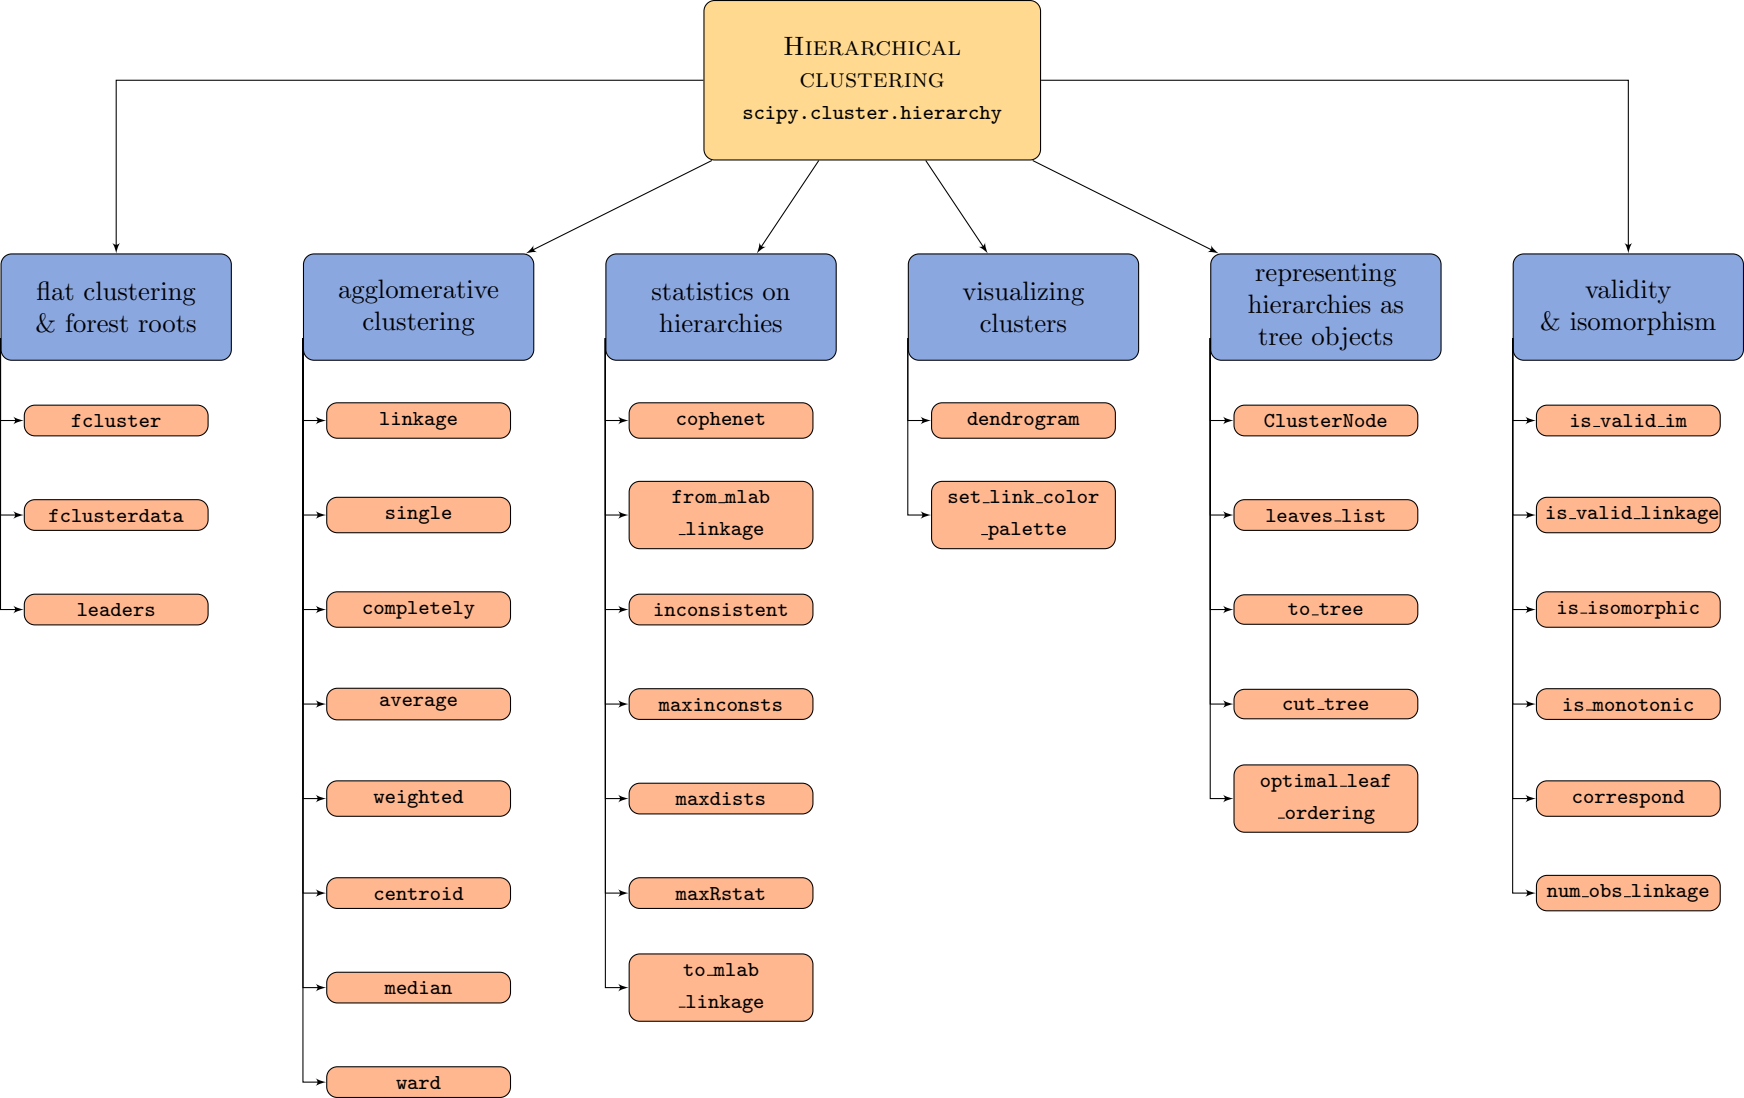 Hierarchical
clustering
scipy.cluster.hierarchy
flat clustering
& forest roots
fcluster
fclusterdata
leaders
agglomerative
clustering
linkage
single
completely
average
weighted
centroid
median
ward
statistics on
hierarchies
cophenet
from_mlab
_linkage
inconsistent
maxinconsts
maxdists
maxRstat
to_mlab
_linkage
visualizing
clusters
dendrogram
set_link_color
_palette
representing
hierarchies as
tree objects
ClusterNode
leaves_list
to_tree
cut_tree
optimal_leaf
_ordering
validity
& isomorphism
is_valid_im
is_valid_linkage
is_isomorphic
is_monotonic
correspond
num_obs_linkage